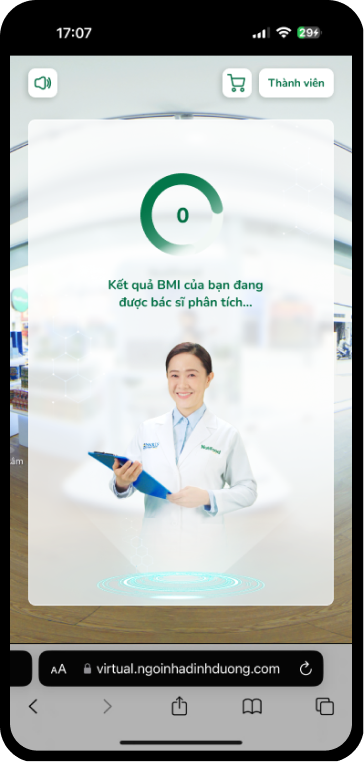 17:07
29
Thành viên
0
Kết quả BMI của bạn đang
được bác sĩ phân tích...
ắm
AA
virtual.ngoinhadinhduong.com